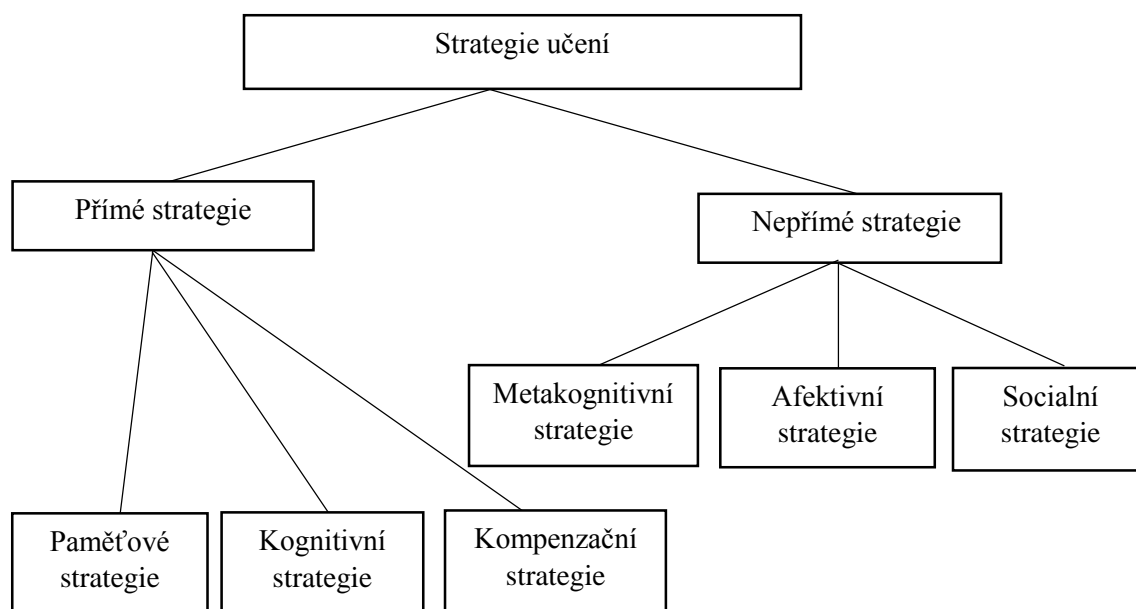 Strategie učení
Přímé strategie
Nepřímé strategie
Metakognitivní
strategie
Afektivní
strategie
Socialní
strategie
Paměťové
strategie
Kognitivní
strategie
Kompenzační
strategie